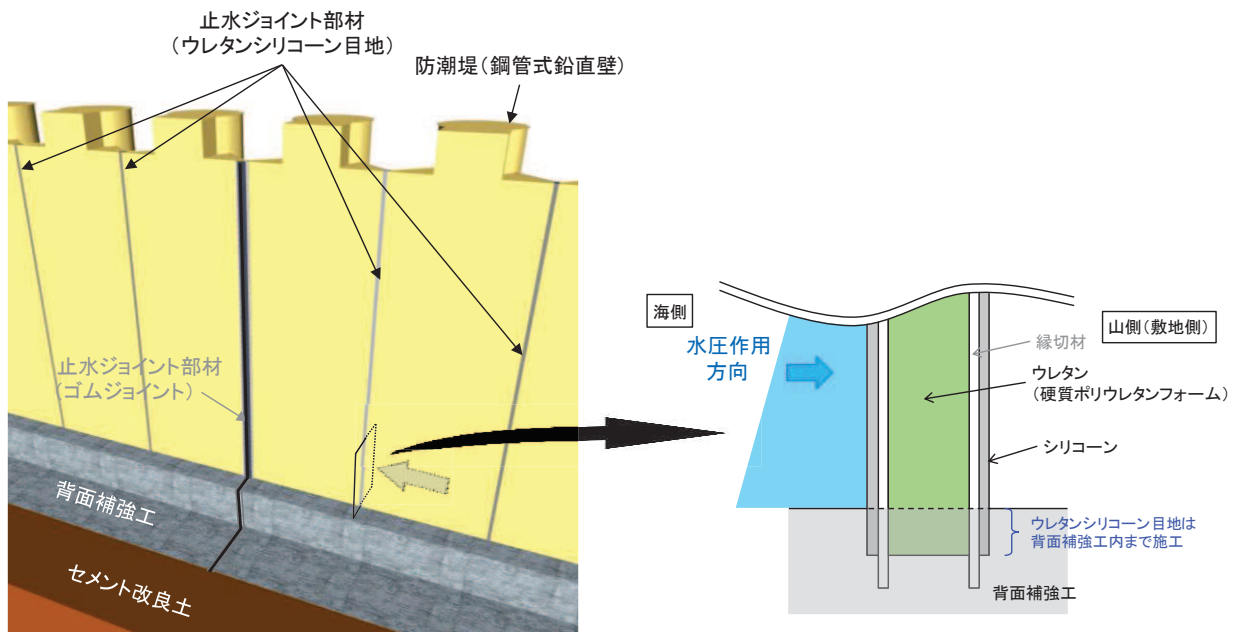 止水ジョイント部材
（ウレタンシリコーン目地）
防潮堤（鋼管式鉛直壁）
止水ジョイント部材
（ゴムジョイント）
背面補強工
セメント改良土
海側
水圧作用
方向
山側（敷地側）
縁切材
ウレタン
（硬質ポリウレタンフォーム）
シリコーン
ウレタンシリコーン目地は
背面補強工内まで施工
背面補強工